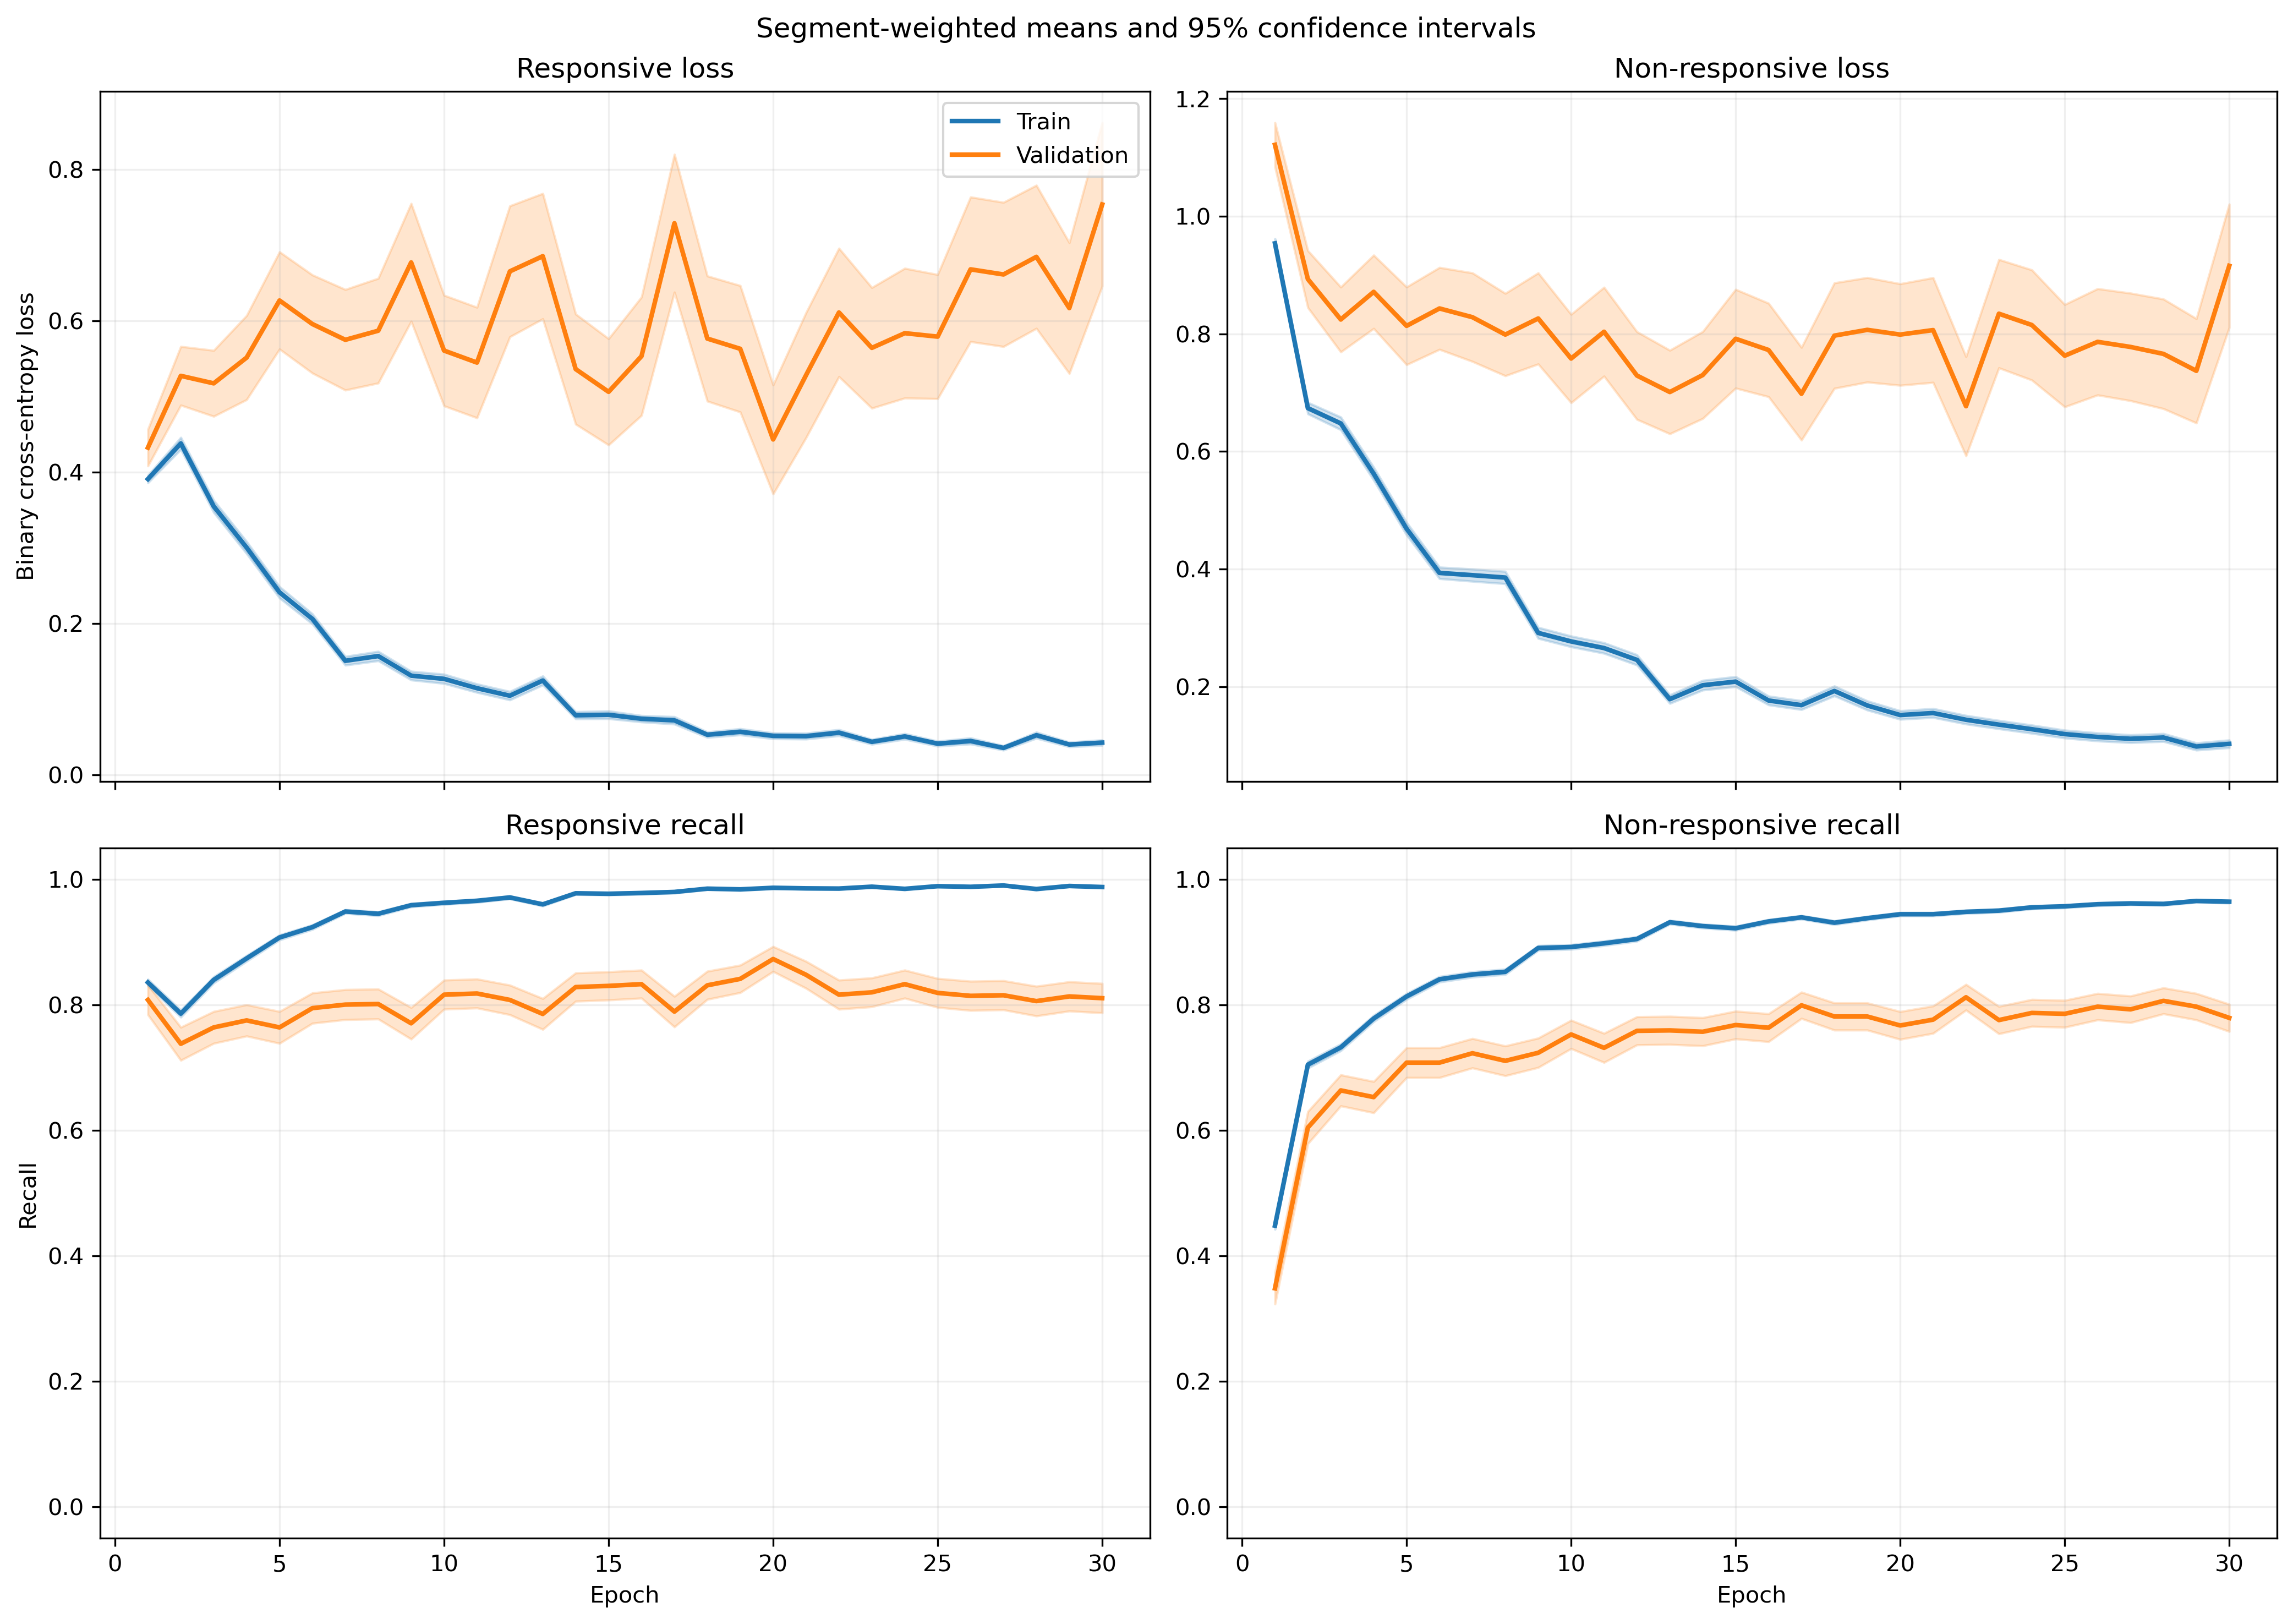 Segment-weighted means and 95% confidence intervals
Responsive loss
Non-responsive loss
Train
Validation
Binary cross-entropy loss
0.8
0.6
0.4
0.2
0.0
1.2
1.0
0.8
0.6
0.4
0.2
Responsive recall
Non-responsive recall
Recall
1.0
0.8
0.6
0.4
0.2
0.0
0 5 10 15 20 25 30
Epoch
1.0
0.8
0.6
0.4
0.2
0.0
0 5 10 15 20 25 30
Epoch